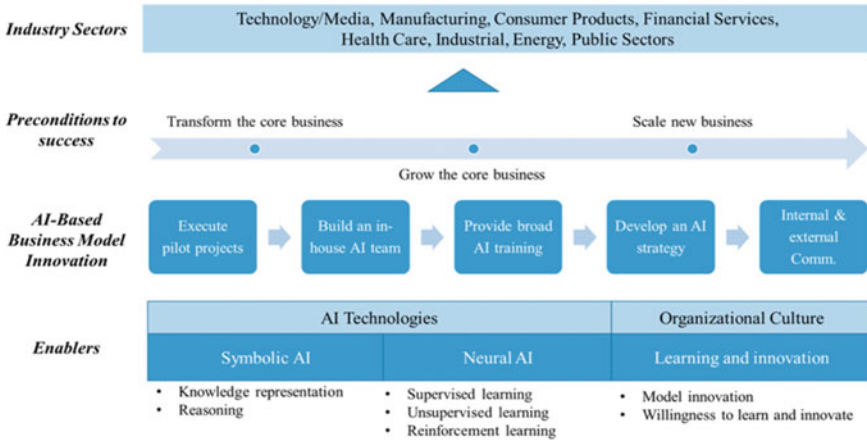 Industry Sectors
Technology/Media, Manufacturing, Consumer Products, Financial Services,
Health Care, Industrial, Energy, Public Sectors
Preconditions to
success
Transform the core business
Scale new business
Grow the core business
AI-Based
Business Model
Innovation
Execute
pilot projects
Build an in-
house AI team
Provide broad
AI training
Develop an AI
strategy
Internal &
external
Comm.
Enablers
AI Technologies
Organizational Culture
Symbolic AI
Neural AI
Learning and innovation
• Knowledge representation
• Reasoning
• Supervised learning
• Unsupervised learning
• Reinforcement learning
• Model innovation
• Willingness to learn and innovate